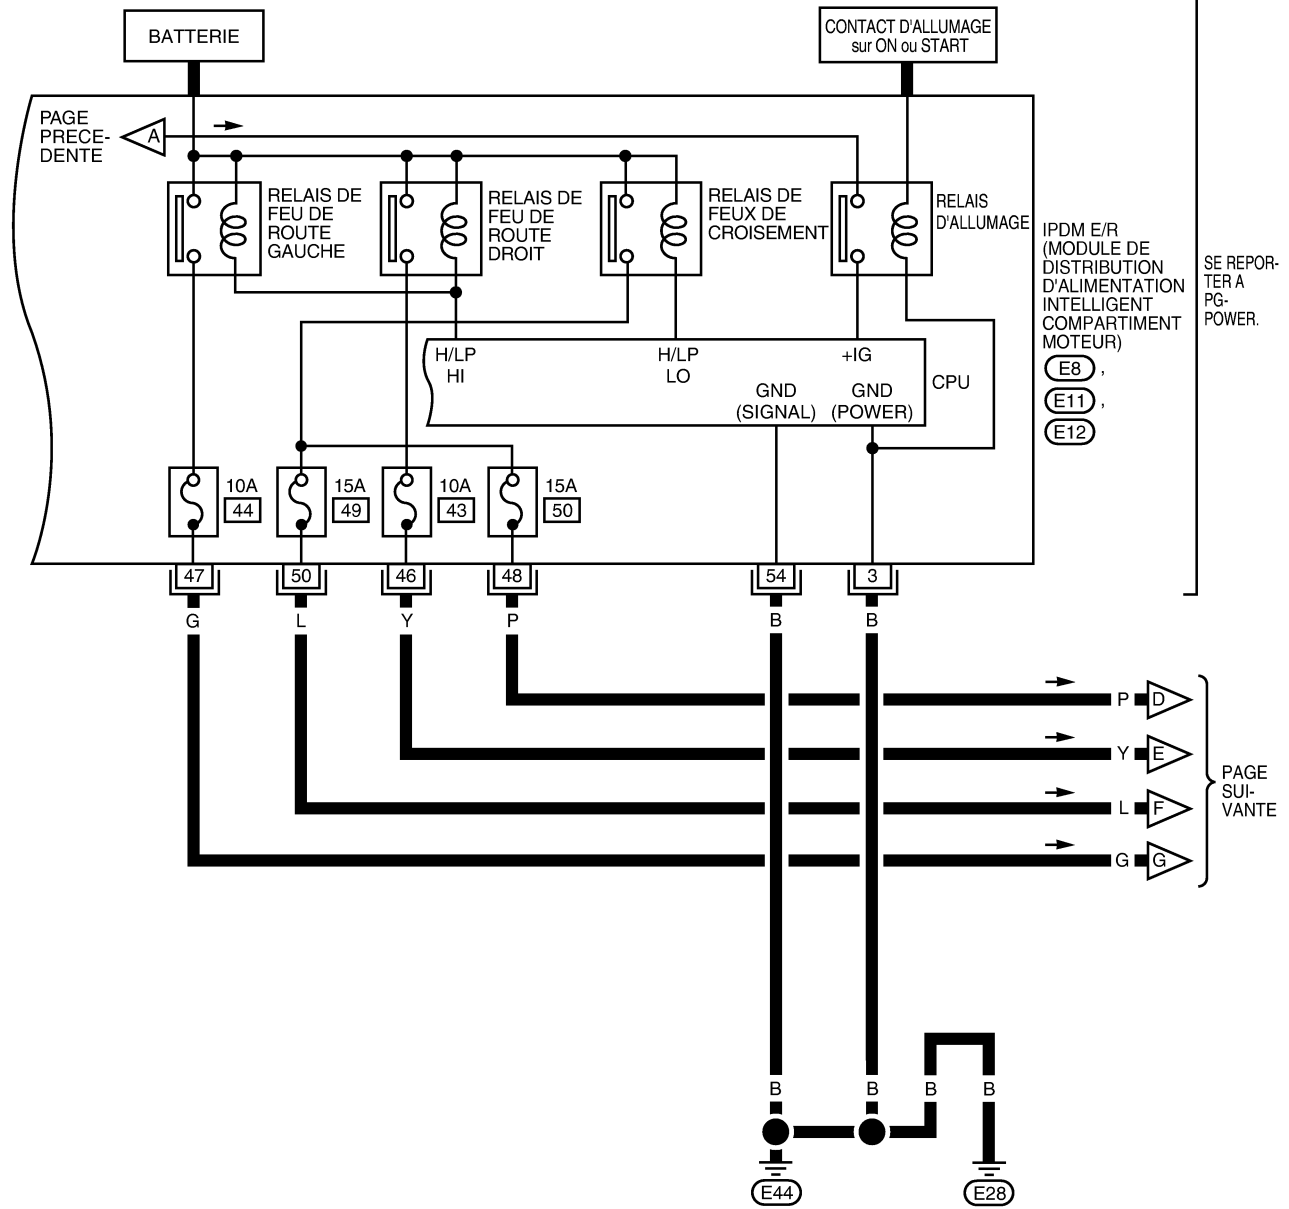 BATTERIE
CONTACT D'ALLUMAGE
sur ON ou START
PAGE
PRECE-
DENTE
A
RELAIS DE
FEU DE
ROUTE
GAUCHE
RELAIS DE
FEU DE
ROUTE
DROIT
RELAIS DE
FEUX DE
CROISEMENT
RELAIS
D'ALLUMAGE
IPDM E/R
(MODULE DE
DISTRIBUTION
D'ALIMENTATION
INTELLIGENT
COMPARTIMENT
MOTEUR)
E8 ,
E11 ,
E12
SE REPOR-
TER A
PG-
POWER.
H/LP
HI
H/LP
LO
+IG
GND
(SIGNAL)
GND
(POWER)
CPU
10A
44
15A
49
10A
43
15A
50
47
50
46
48
54
3
G
L
Y
P
B
B
P
D
Y
E
L
F
G
G
PAGE
SUI-
VANTE
B
B
B
B
E44
E28